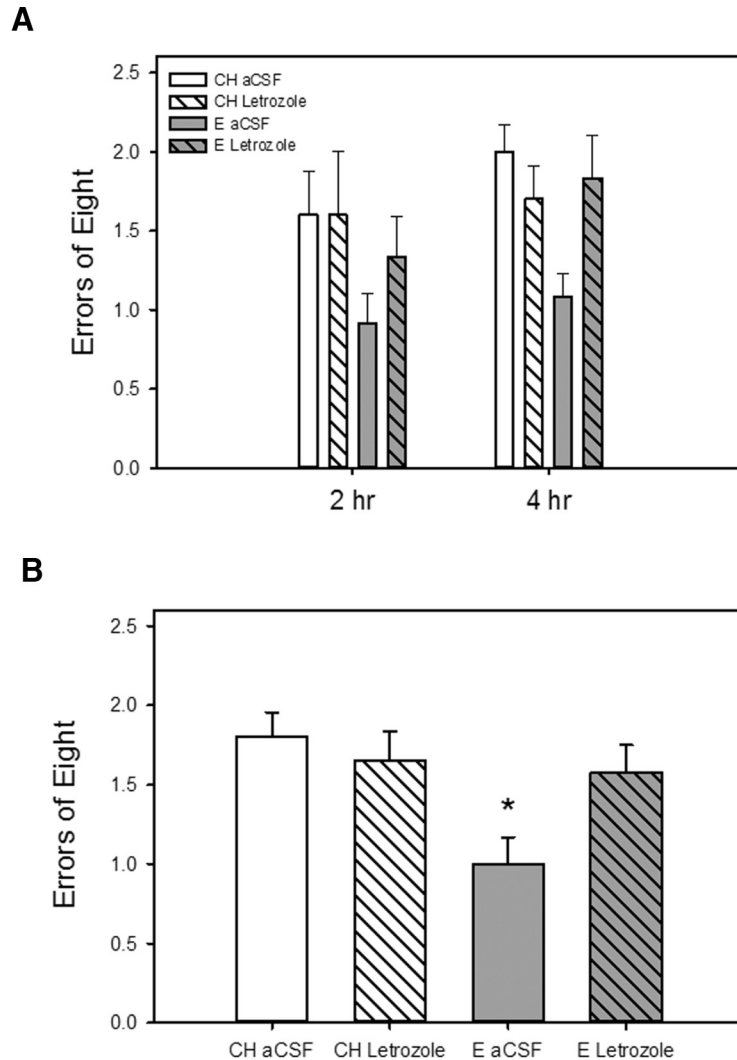 A
2.5
2.0
1.5
1.0
0.5
0.0
Errors of Eight
CH aCSF
CH Letrozole
E aCSF
E Letrozole
2 hr 4 hr
B
2.5
2.0
1.5
1.0
0.5
0.0
Errors of Eight
*
CH aCSF CH Letrozole E aCSF E Letrozole